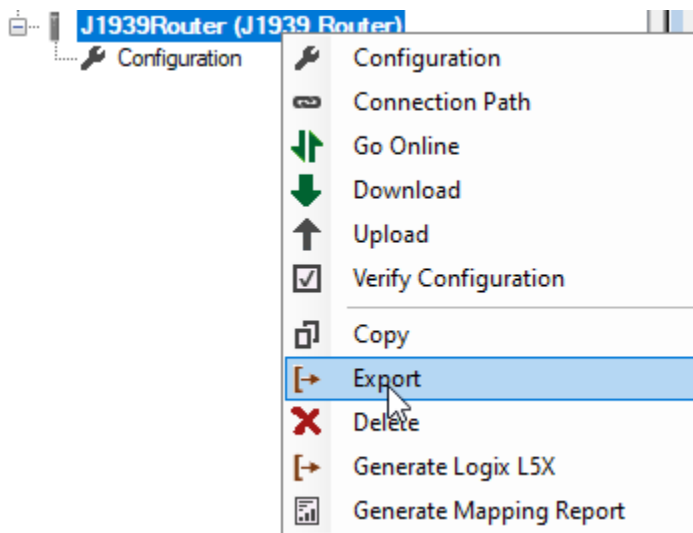 J1939Router (J1939 Router)
Configuration
Configuration
Connection Path
Go Online
Download
Upload
Verify Configuration
Copy
Export
Delete
Generate Logix L5X
Generate Mapping Report